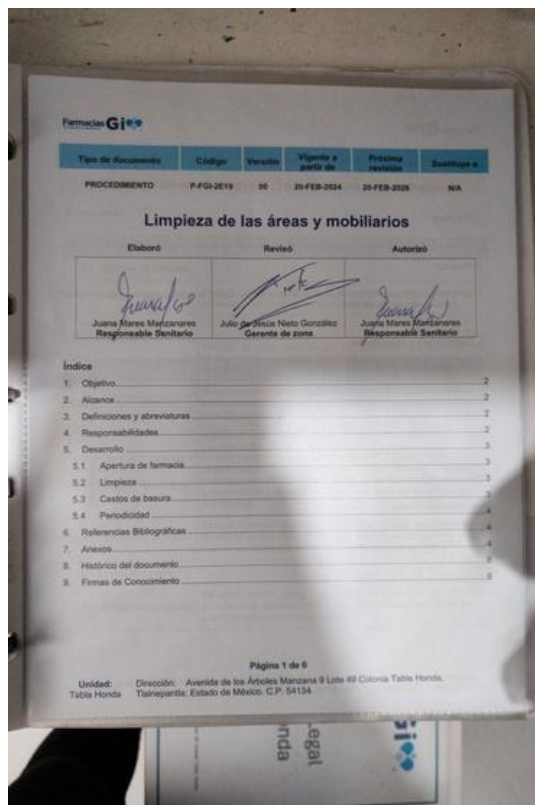 Farmacias Gi
Tipo de documento Código Versión Vigente a partir de Próxima revisión Sustituye a
PROCEDIMIENTO P-FGI-2E19 00 20-FEB-2024 20-FEB-2026 N/A
Limpieza de las áreas y mobiliarios
Elaboró Revisó Autorizó
Juana Mares Manzanares Julio de Jesús Nieto González Juana Mares Manzanares
Responsable Sanitario Gerente de zona Responsable Sanitario
Índice
1. Objetivo 2
2. Alcance 2
3. Definiciones y abreviaturas 2
4. Responsabilidades 2
5. Desarrollo 3
5.1 Apertura de farmacia 3
5.2 Limpieza 3
5.3 Cestos de basura 3
5.4 Periodicidad 4
6. Referencias Bibliográficas 4
7. Anexos 4
8. Histórico del documento 6
9. Firmas de Conocimiento 6
Página 1 de 6
Unidad: Dirección: Avenida de los Árboles Manzana 9 Lote 49 Colonia Tabla Honda,
Tabla Honda Tlalnepantla, Estado de México. C.P. 54134
Legal
onda